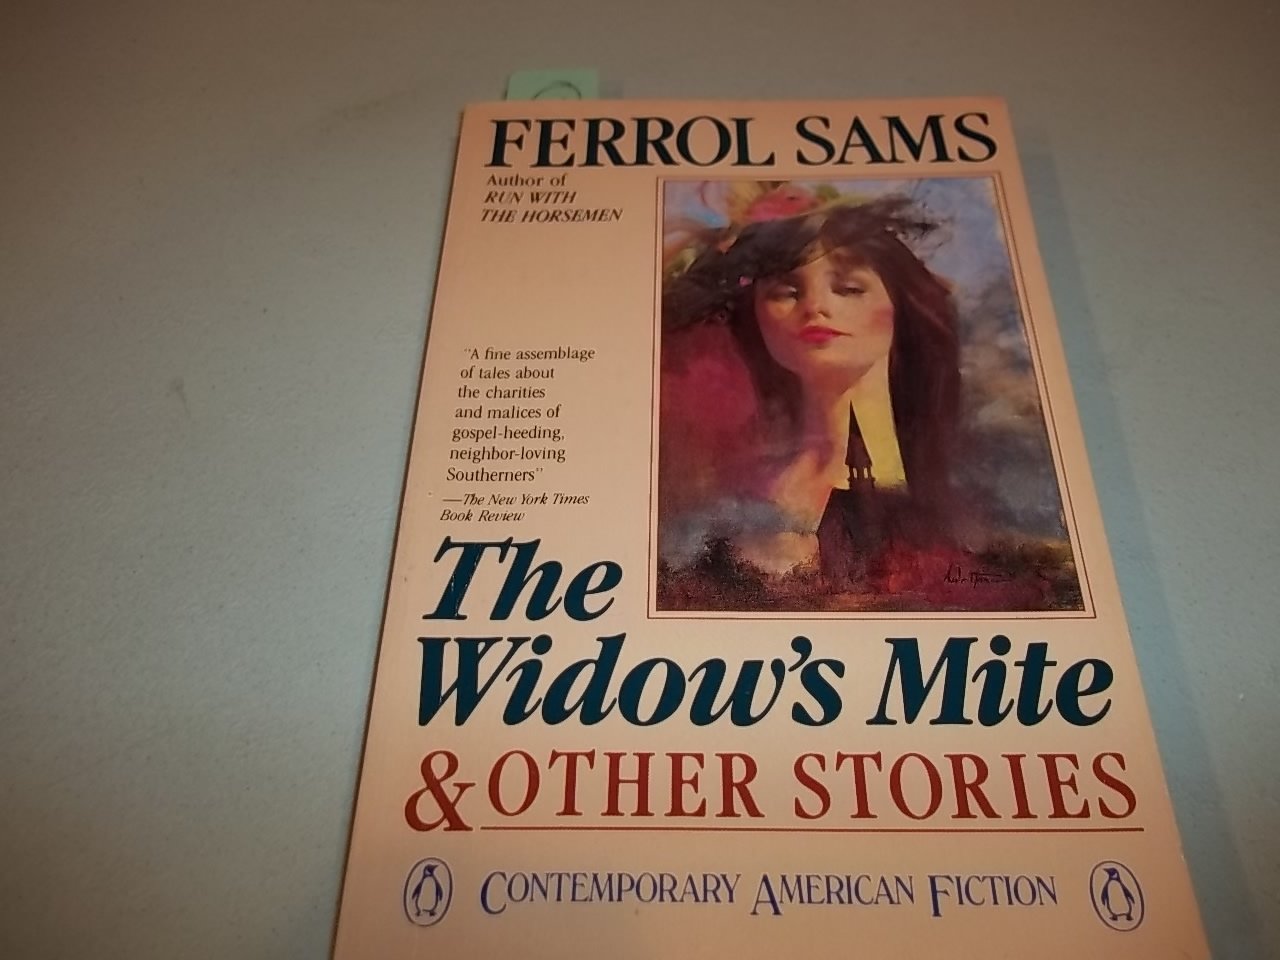 FERROL SAMS
Author of
RUN WITH
THE HORSEMEN
"A fine assemblage
of tales about
the charities
and malices of
gospel-heeding,
neighbor-loving
Southerners"
—The New York Times
Book Review
The
Widow's Mite
& OTHER STORIES
CONTEMPORARY AMERICAN FICTION